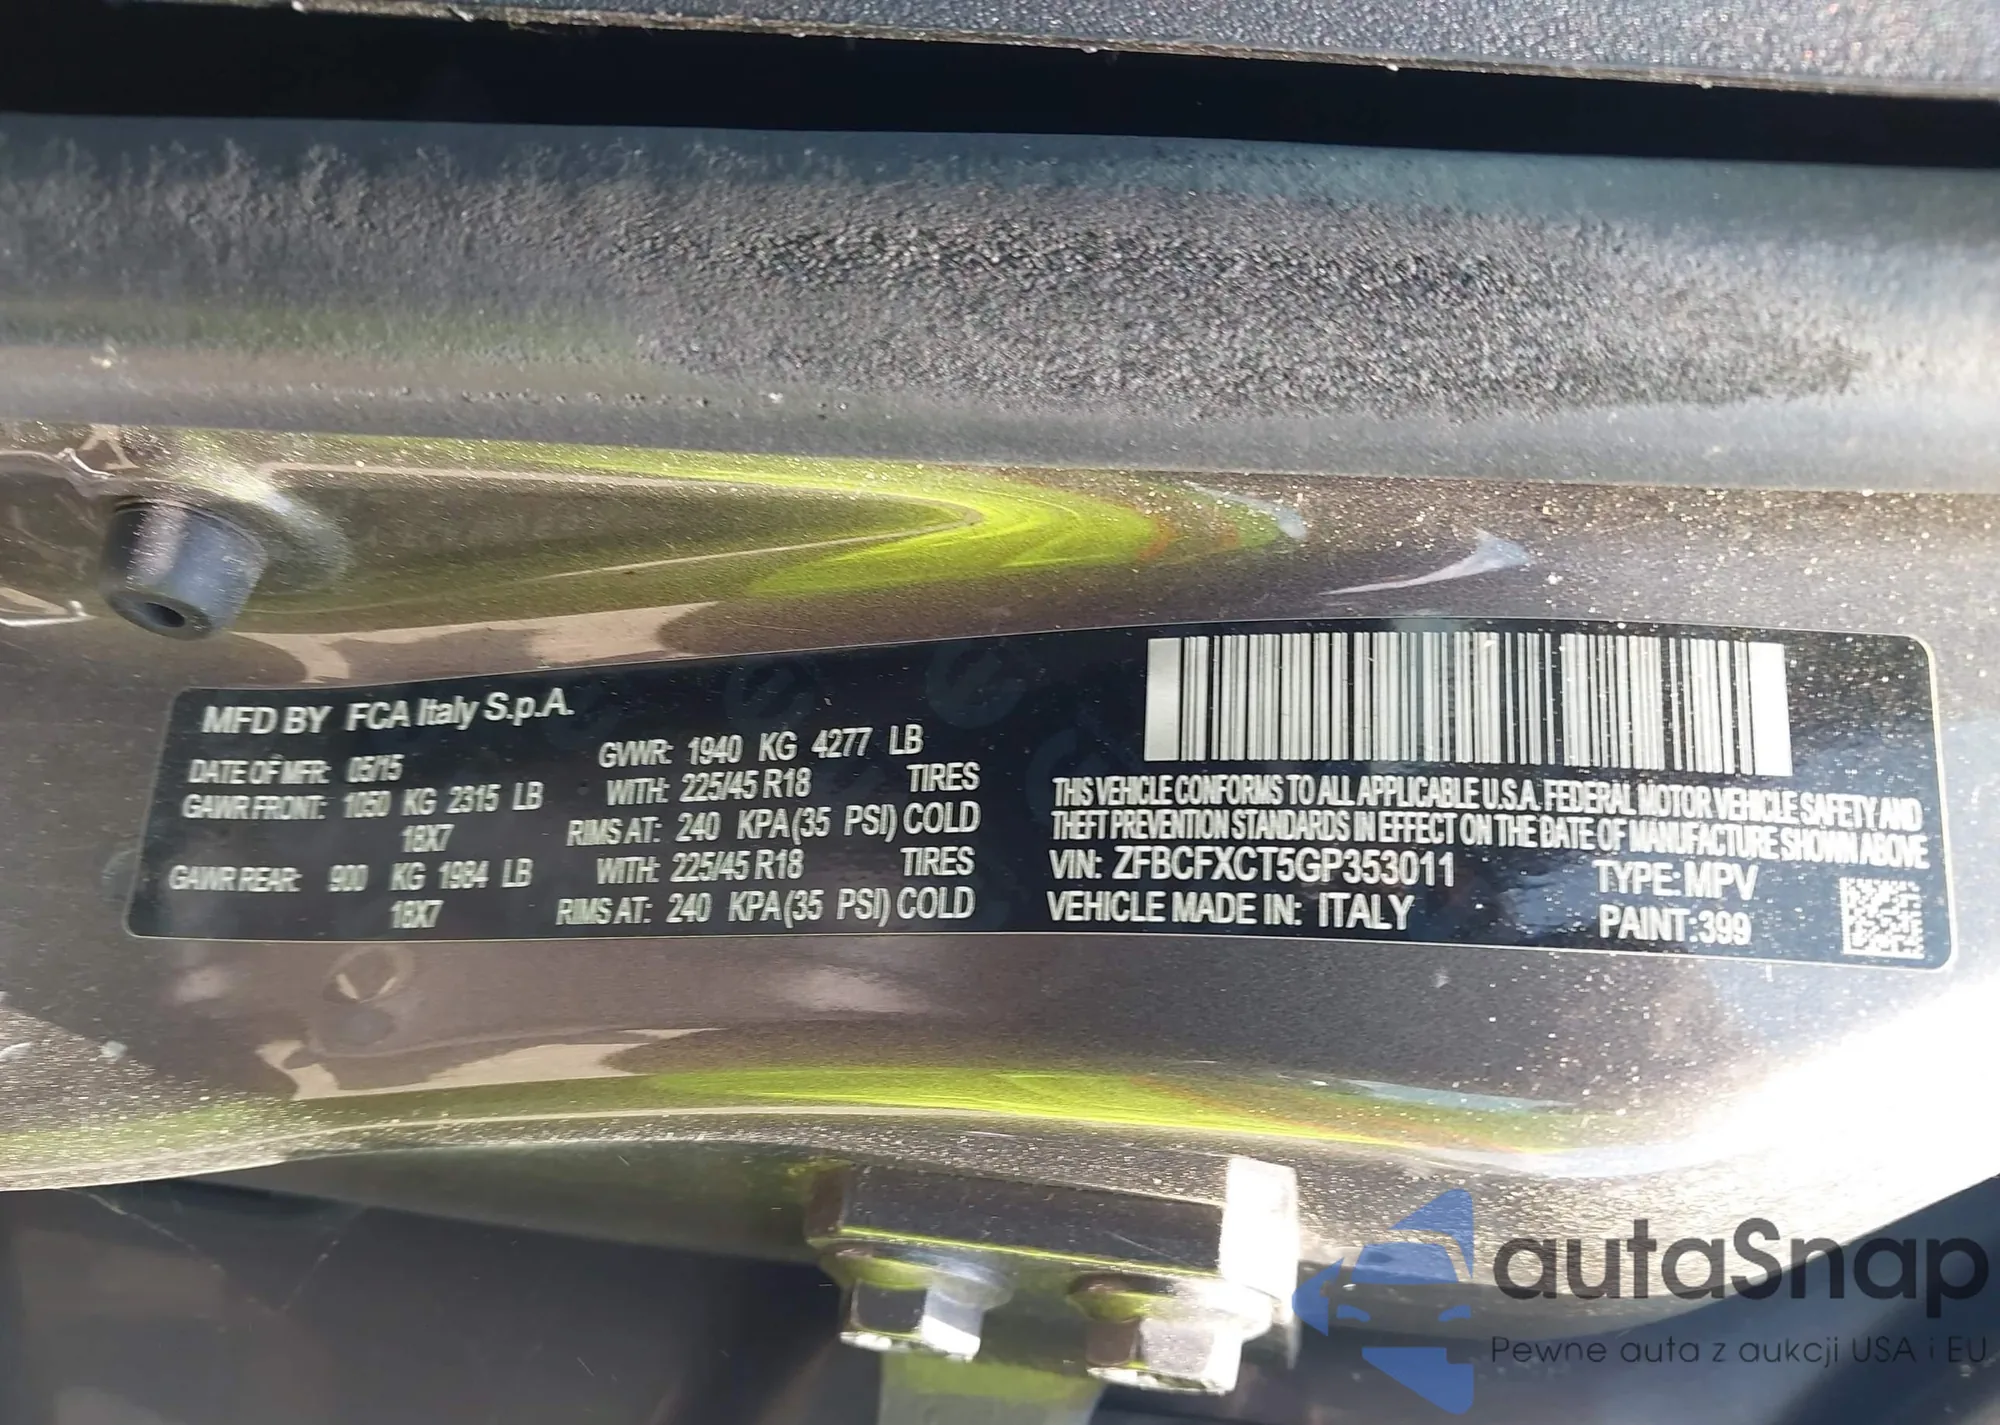 MFD BY FCA Italy S.p.A.
DATE OF MFR: 05/15
GVWR: 1940 KG 4277 LB
GAWR FRONT: 1050 KG 2315 LB
WITH: 225/45 R18 TIRES
18X7
RIMS AT: 240 KPA(35 PSI) COLD
GAWR REAR: 900 KG 1984 LB
WITH: 225/45 R18 TIRES
18X7
RIMS AT: 240 KPA(35 PSI) COLD
THIS VEHICLE CONFORMS TO ALL APPLICABLE U.S.A. FEDERAL MOTOR VEHICLE SAFETY AND
THEFT PREVENTION STANDARDS IN EFFECT ON THE DATE OF MANUFACTURE SHOWN ABOVE
VIN: ZFBCFXCT5GP353011
TYPE: MPV
VEHICLE MADE IN: ITALY
PAINT:399
autaSnap
Pewne auta z aukcji USA i EU